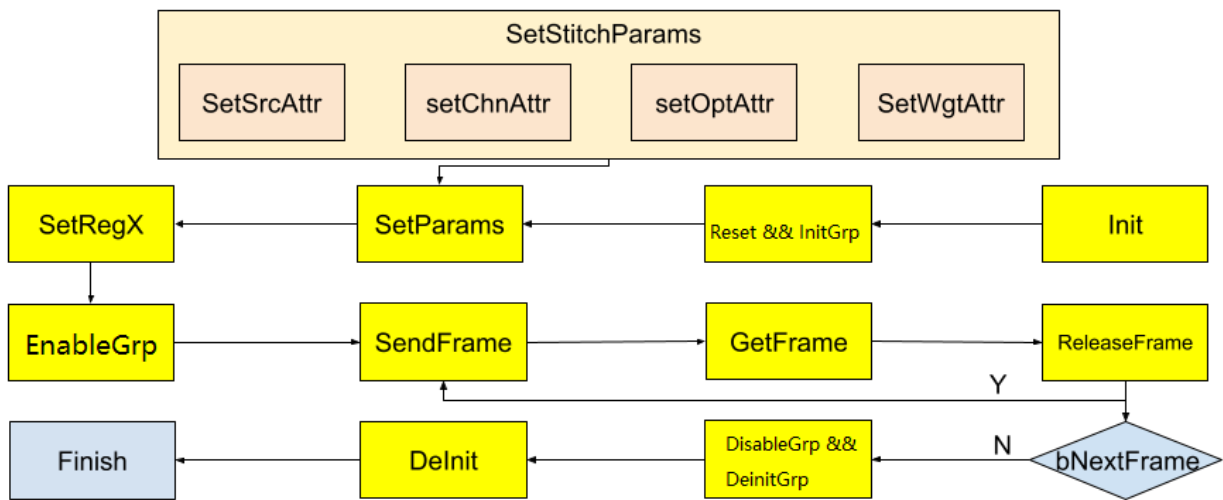 SetStitchParams
SetSrcAttr
setChnAttr
setOptAttr
SetWgtAttr
SetRegX
SetParams
Reset && InitGrp
Init
EnableGrp
SendFrame
GetFrame
ReleaseFrame
Y
Finish
DeInit
DisableGrp &&
DeinitGrp
N
bNextFrame